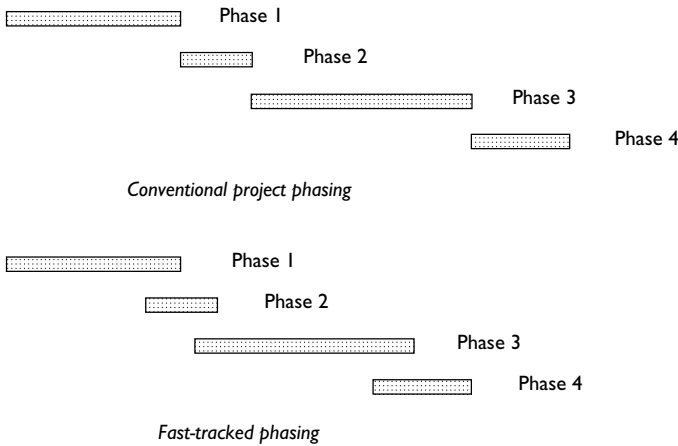 Phase 1
Phase 2
Phase 3
Phase 4
Conventional project phasing
Phase 1
Phase 2
Phase 3
Phase 4
Fast-tracked phasing